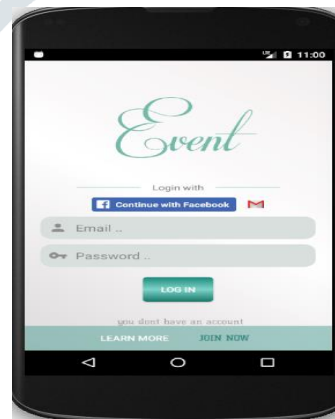 LTE 11:00
Event
Login with
f Continue with Facebook M
Email ..
Password ..
LOG IN
you dont have an account
LEARN MORE JOIN NOW